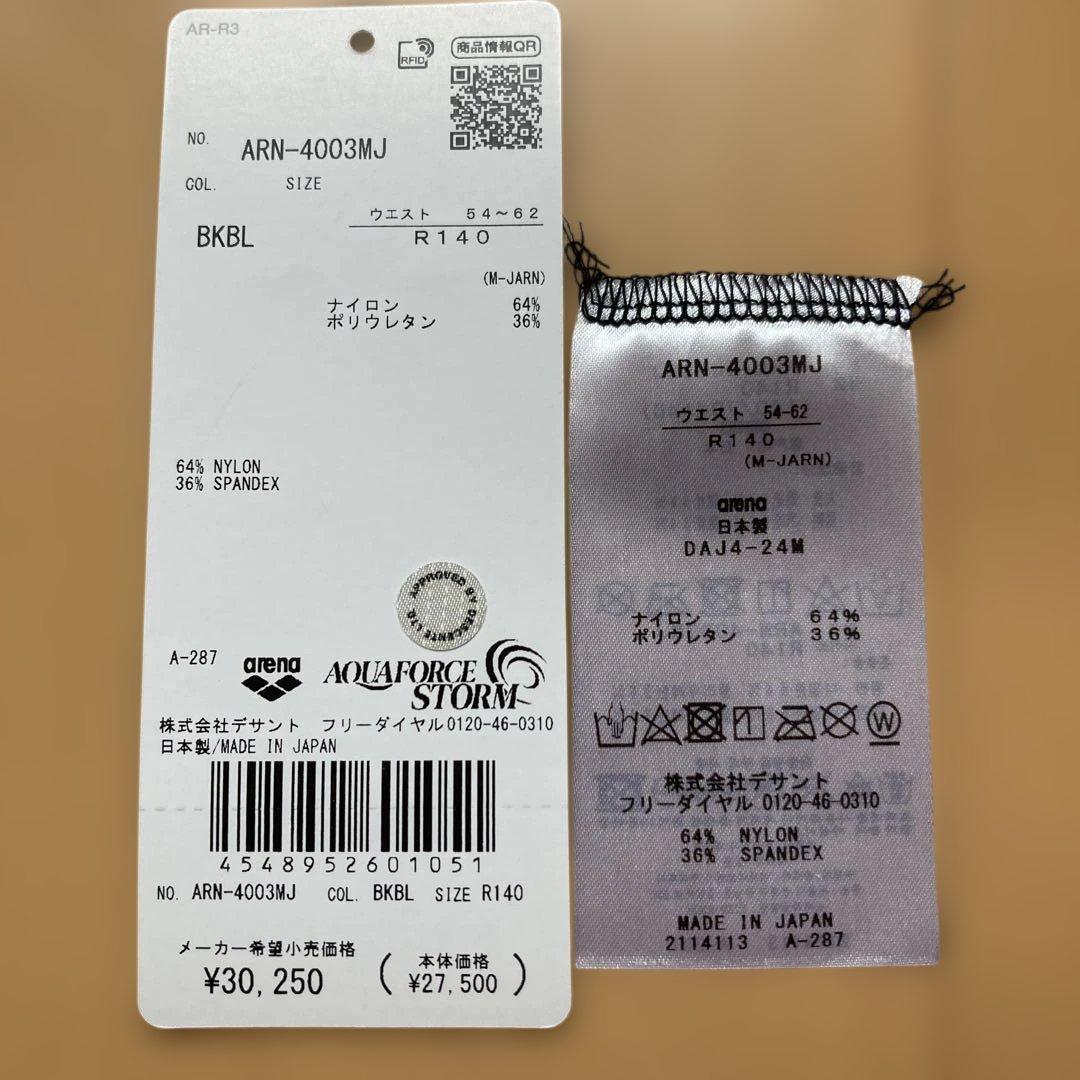 AR-R3
RFID
商品情報QR
NO. ARN-4003MJ
COL. SIZE
ウエスト 54～62
BKBL R140
(M-JARN)
ナイロン 64%
ポリウレタン 36%
64% NYLON
36% SPANDEX
APPROVED BY DESCENTE LTD.
A-287 arena AQUAFORCE
STORM
株式会社デサント フリーダイヤル0120-46-0310
日本製/MADE IN JAPAN
4548952601051
NO. ARN-4003MJ COL. BKBL SIZE R140
メーカー希望小売価格
¥30,250
(本体価格
¥27,500)
ARN-4003MJ
ウエスト 54-62
R140
(M-JARN)
arena
日本製
DAJ4-24M
ナイロン 64%
ポリウレタン 36%
W
株式会社デサント
フリーダイヤル 0120-46-0310
64% NYLON
36% SPANDEX
MADE IN JAPAN
2114113 A-287